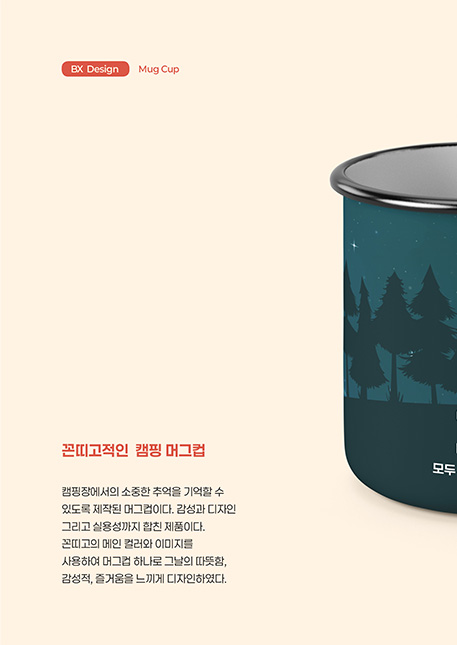 BX Design Mug Cup
꼰띠고적인 캠핑 머그컵
캠핑장에서의 소중한 추억을 기억할 수
있도록 제작된 머그컵이다. 감성과 디자인
그리고 실용성까지 합친 제품이다.
꼰띠고의 메인 컬러와 이미지를
사용하여 머그컵 하나로 그날의 따뜻함,
감성적, 즐거움을 느끼게 디자인하였다.
모두